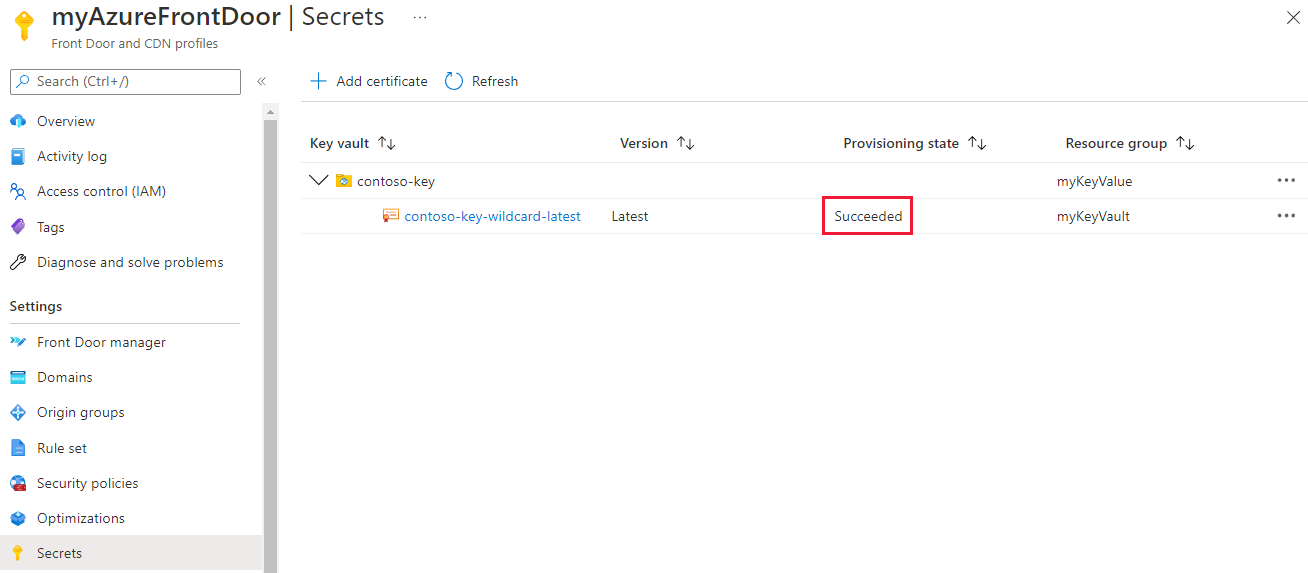 myAzureFrontDoor | Secrets ...
Front Door and CDN profiles
Search (Ctrl+/)
Overview
Activity log
Access control (IAM)
Tags
Diagnose and solve problems
Settings
Front Door manager
Domains
Origin groups
Rule set
Security policies
Optimizations
Secrets
Add certificate Refresh
Key vault Version Provisioning state Resource group
contoso-key myKeyValue
contoso-key-wildcard-latest Latest Succeeded myKeyVault